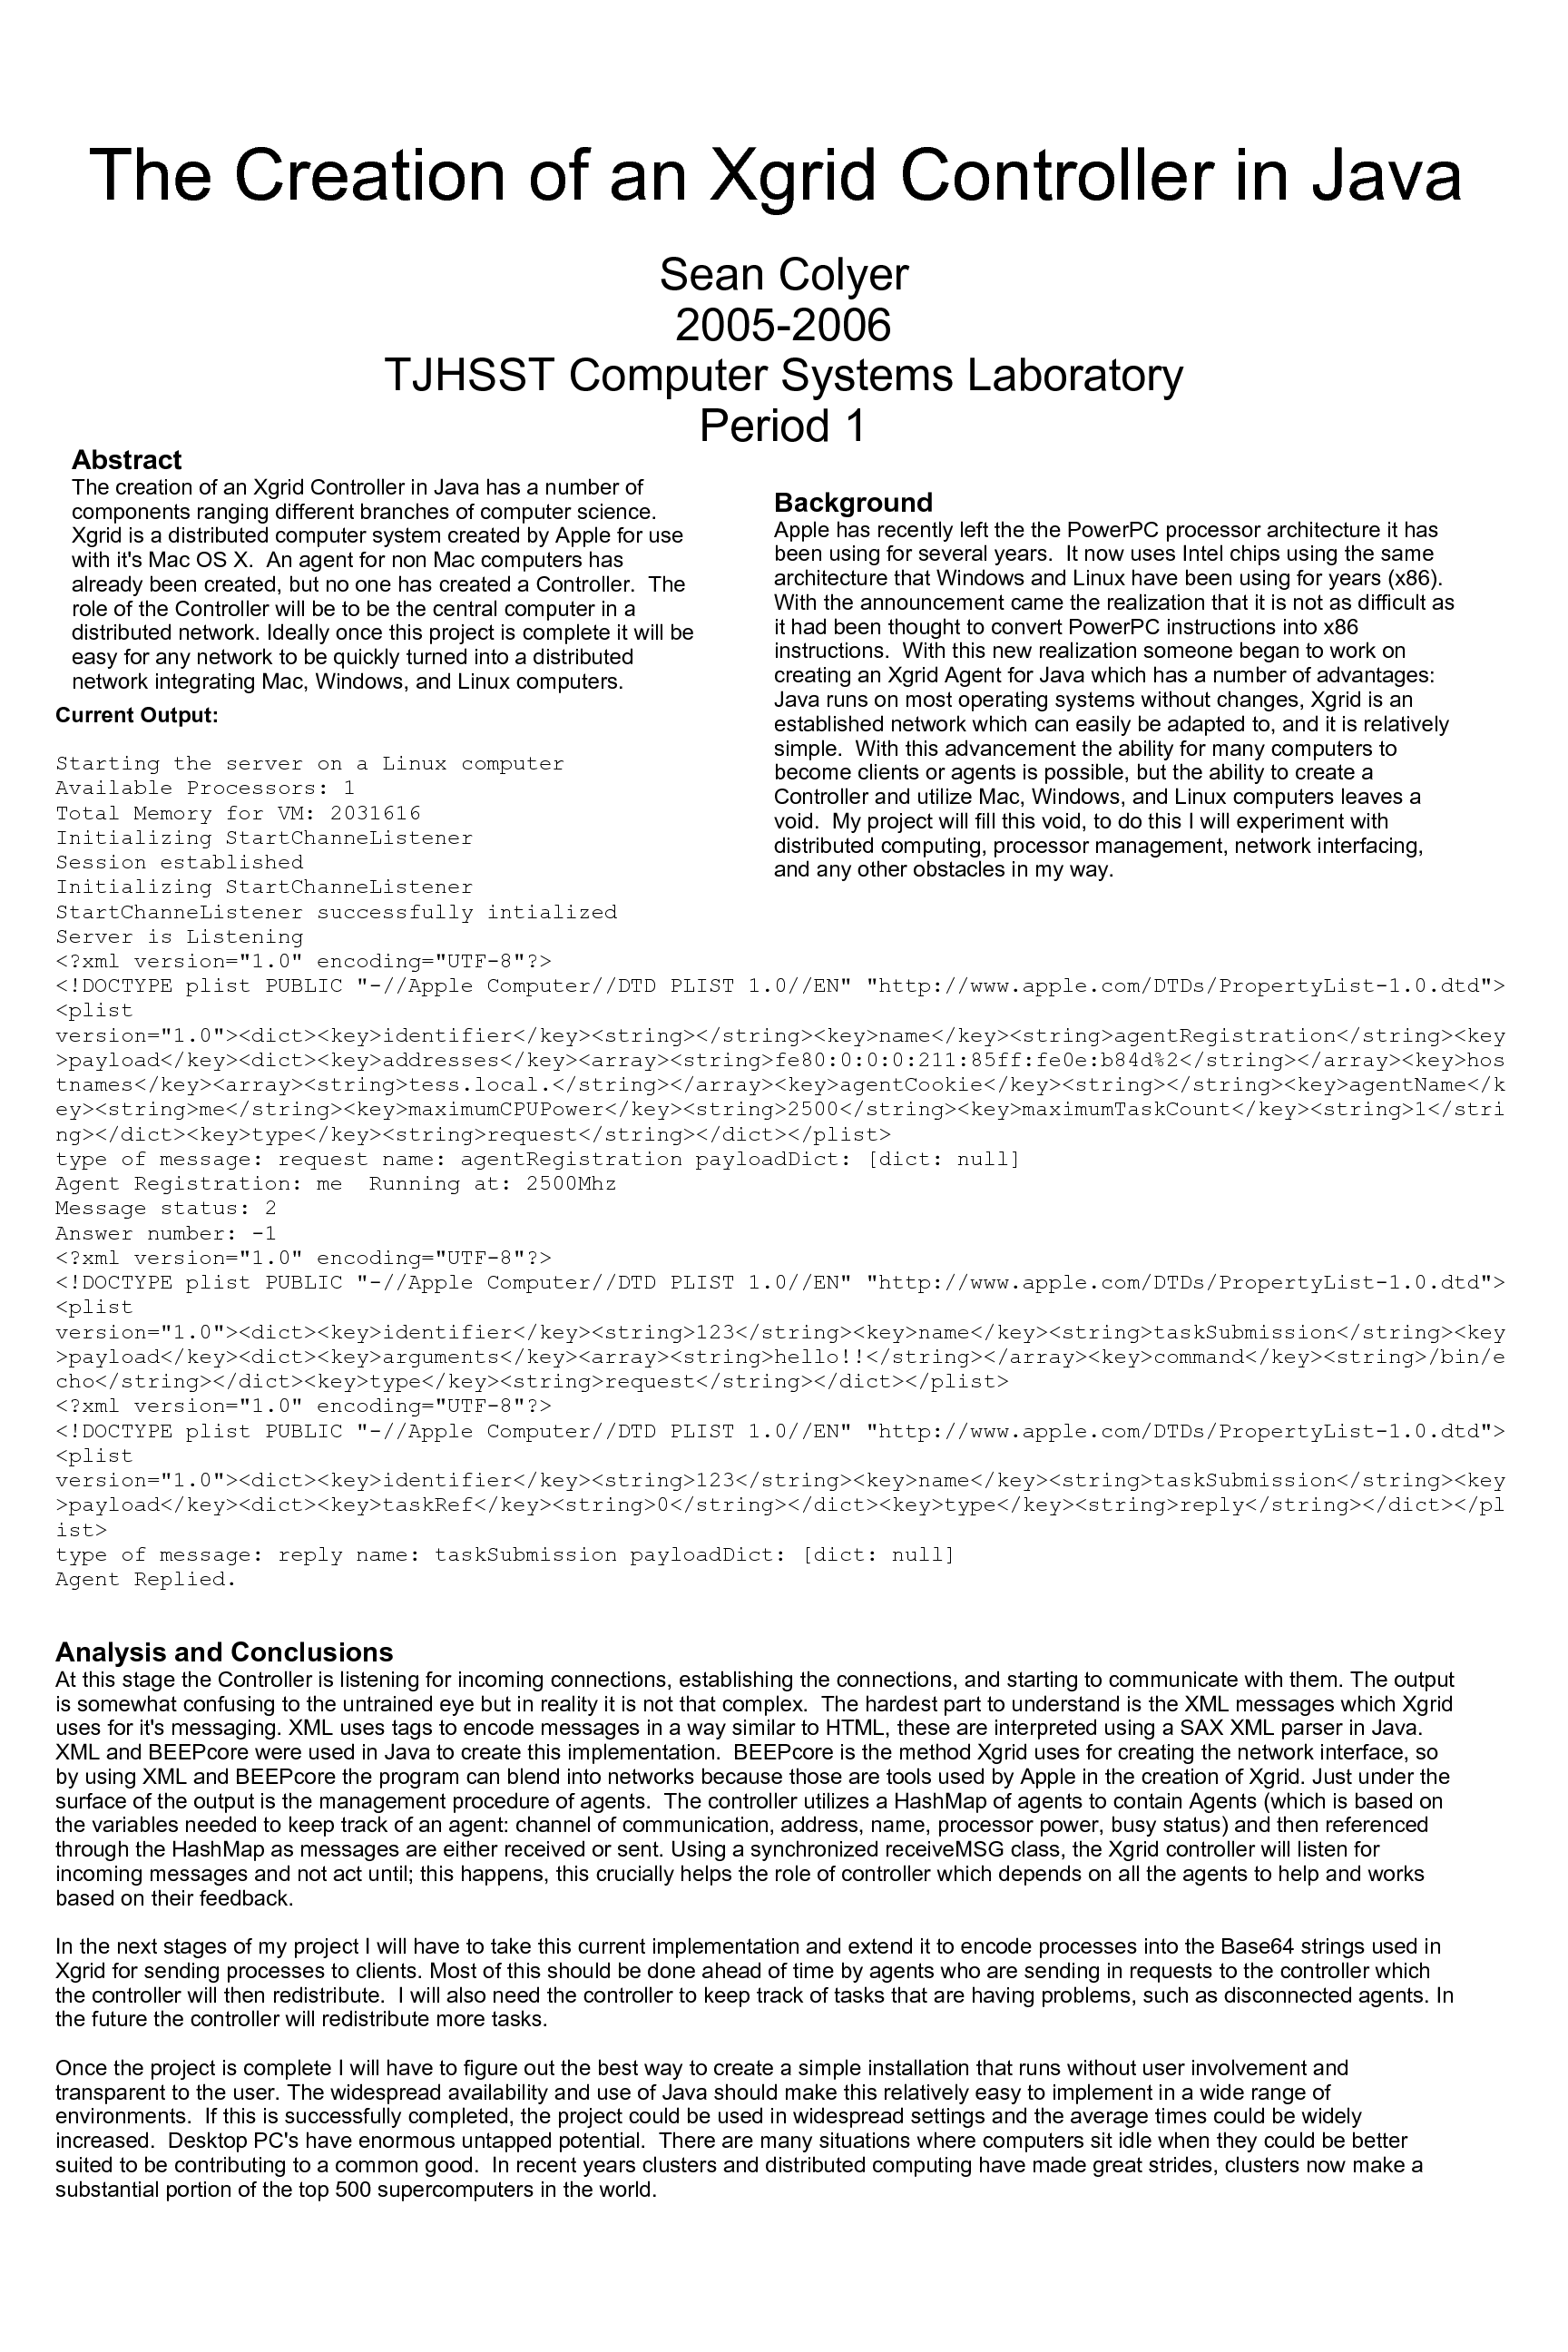 The Creation of an Xgrid Controller in Java
Sean Colyer
2005-2006
TJHSST Computer Systems Laboratory
Period 1
Abstract
The creation of an Xgrid Controller in Java has a number of
components ranging different branches of computer science.
Xgrid is a distributed computer system created by Apple for use
with it's Mac OS X.  An agent for non Mac computers has
already been created, but no one has created a Controller.  The
role of the Controller will be to be the central computer in a
distributed network. Ideally once this project is complete it will be
easy for any network to be quickly turned into a distributed
network integrating Mac, Windows, and Linux computers.
Background
Apple has recently left the the PowerPC processor architecture it has
been using for several years.  It now uses Intel chips using the same
architecture that Windows and Linux have been using for years (x86).
With the announcement came the realization that it is not as difficult as
it had been thought to convert PowerPC instructions into x86
instructions.  With this new realization someone began to work on
creating an Xgrid Agent for Java which has a number of advantages:
Java runs on most operating systems without changes, Xgrid is an
established network which can easily be adapted to, and it is relatively
simple.  With this advancement the ability for many computers to
become clients or agents is possible, but the ability to create a
Controller and utilize Mac, Windows, and Linux computers leaves a
void.  My project will fill this void, to do this I will experiment with
distributed computing, processor management, network interfacing,
and any other obstacles in my way.
Current Output:
Starting the server on a Linux computer
Available Processors: 1
Total Memory for VM: 2031616
Initializing StartChanneListener
Session established
Initializing StartChanneListener
StartChanneListener successfully intialized
Server is Listening
<?xml version="1.0" encoding="UTF-8"?>
<!DOCTYPE plist PUBLIC "-//Apple Computer//DTD PLIST 1.0//EN" "http://www.apple.com/DTDs/PropertyList-1.0.dtd">
<plist
version="1.0"><dict><key>identifier</key><string></string><key>name</key><string>agentRegistration</string><key
>payload</key><dict><key>addresses</key><array><string>fe80:0:0:0:211:85ff:fe0e:b84d%2</string></array><key>hos
tnames</key><array><string>tess.local.</string></array><key>agentCookie</key><string></string><key>agentName</k
ey><string>me</string><key>maximumCPUPower</key><string>2500</string><key>maximumTaskCount</key><string>1</stri
ng></dict><key>type</key><string>request</string></dict></plist>
type of message: request name: agentRegistration payloadDict: [dict: null]
Agent Registration: me  Running at: 2500Mhz
Message status: 2
Answer number: -1
<?xml version="1.0" encoding="UTF-8"?>
<!DOCTYPE plist PUBLIC "-//Apple Computer//DTD PLIST 1.0//EN" "http://www.apple.com/DTDs/PropertyList-1.0.dtd">
<plist
version="1.0"><dict><key>identifier</key><string>123</string><key>name</key><string>taskSubmission</string><key
>payload</key><dict><key>arguments</key><array><string>hello!!</string></array><key>command</key><string>/bin/e
cho</string></dict><key>type</key><string>request</string></dict></plist>
<?xml version="1.0" encoding="UTF-8"?>
<!DOCTYPE plist PUBLIC "-//Apple Computer//DTD PLIST 1.0//EN" "http://www.apple.com/DTDs/PropertyList-1.0.dtd">
<plist
version="1.0"><dict><key>identifier</key><string>123</string><key>name</key><string>taskSubmission</string><key
>payload</key><dict><key>taskRef</key><string>0</string></dict><key>type</key><string>reply</string></dict></pl
ist>
type of message: reply name: taskSubmission payloadDict: [dict: null]
Agent Replied.
Analysis and Conclusions
At this stage the Controller is listening for incoming connections, establishing the connections, and starting to communicate with them. The output
is somewhat confusing to the untrained eye but in reality it is not that complex.  The hardest part to understand is the XML messages which Xgrid
uses for it's messaging. XML uses tags to encode messages in a way similar to HTML, these are interpreted using a SAX XML parser in Java.
XML and BEEPcore were used in Java to create this implementation.  BEEPcore is the method Xgrid uses for creating the network interface, so
by using XML and BEEPcore the program can blend into networks because those are tools used by Apple in the creation of Xgrid. Just under the
surface of the output is the management procedure of agents.  The controller utilizes a HashMap of agents to contain Agents (which is based on
the variables needed to keep track of an agent: channel of communication, address, name, processor power, busy status) and then referenced
through the HashMap as messages are either received or sent. Using a synchronized receiveMSG class, the Xgrid controller will listen for
incoming messages and not act until; this happens, this crucially helps the role of controller which depends on all the agents to help and works
based on their feedback.
In the next stages of my project I will have to take this current implementation and extend it to encode processes into the Base64 strings used in
Xgrid for sending processes to clients. Most of this should be done ahead of time by agents who are sending in requests to the controller which
the controller will then redistribute.  I will also need the controller to keep track of tasks that are having problems, such as disconnected agents. In
the future the controller will redistribute more tasks.
Once the project is complete I will have to figure out the best way to create a simple installation that runs without user involvement and
transparent to the user. The widespread availability and use of Java should make this relatively easy to implement in a wide range of
environments.  If this is successfully completed, the project could be used in widespread settings and the average times could be widely
increased.  Desktop PC's have enormous untapped potential.  There are many situations where computers sit idle when they could be better
suited to be contributing to a common good.  In recent years clusters and distributed computing have made great strides, clusters now make a
substantial portion of the top 500 supercomputers in the world.